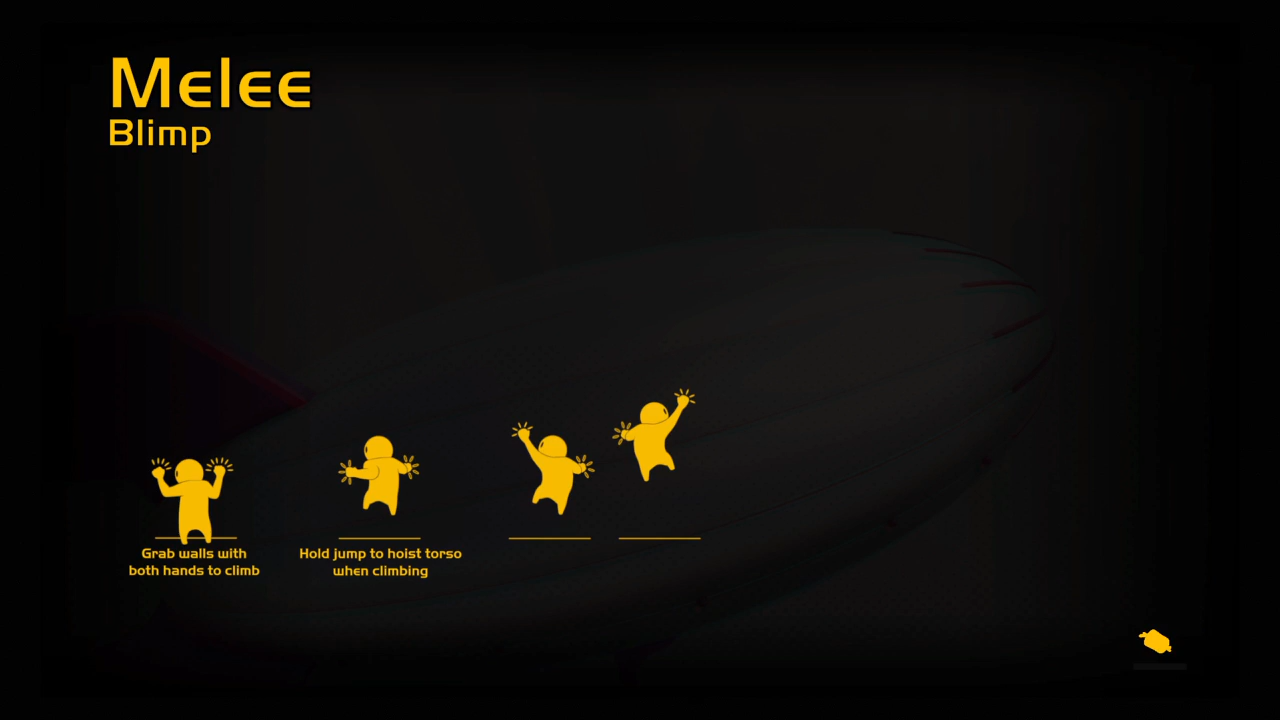 Melee
Blimp
Grab walls with
both hands to climb
Hold jump to hoist torso
when climbing